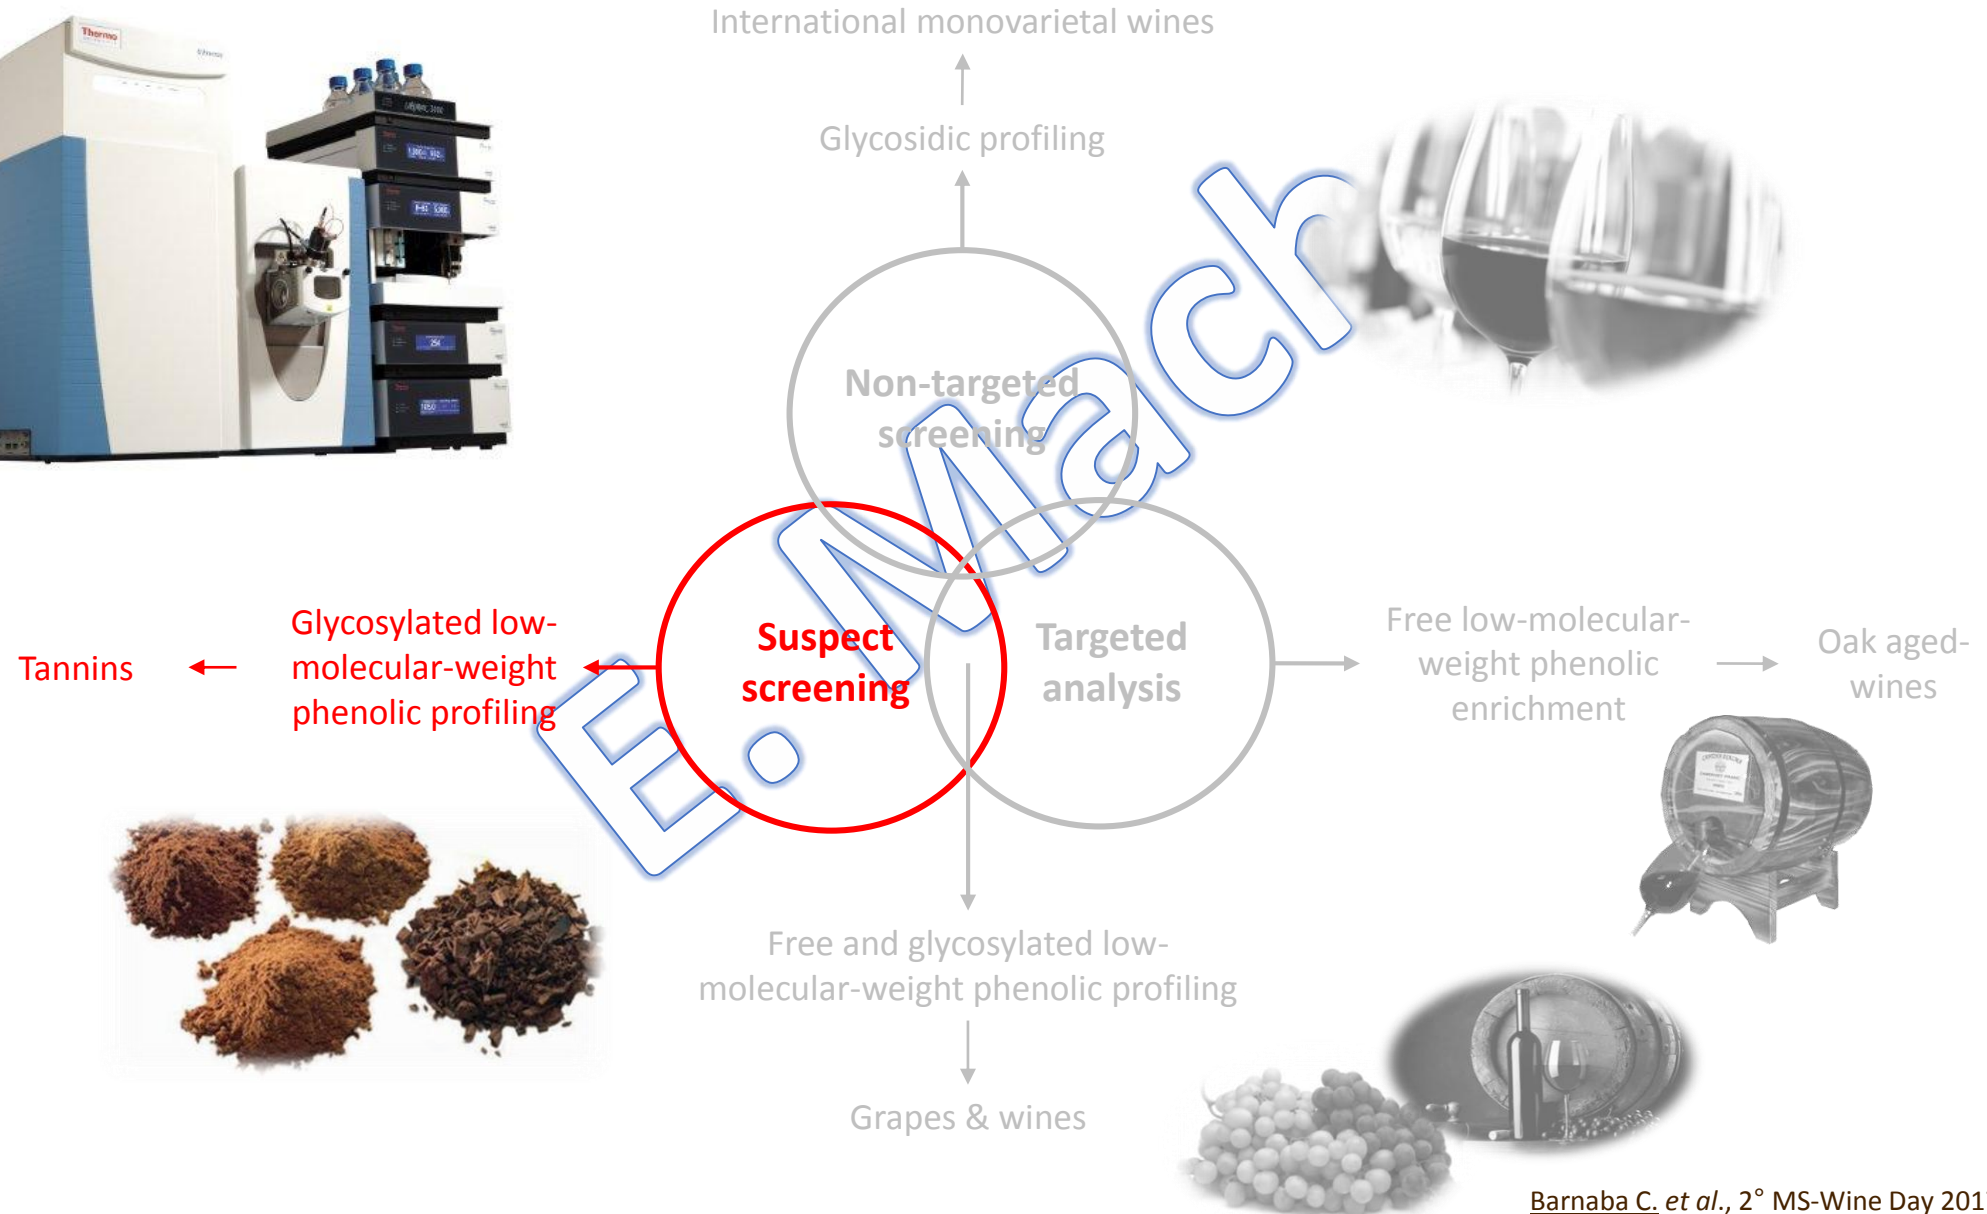 International monovarietal wines
Thermo
Glycosidic profiling
Non-targeted
screening
E. Mach
Glycosylated low-
molecular-weight
phenolic profiling
Tannins
Suspect
screening
Targeted
analysis
Free low-molecular-
weight phenolic
enrichment
Oak aged-
wines
Free and glycosylated low-
molecular-weight phenolic profiling
Grapes & wines
Barnaba C. et al., 2° MS-Wine Day 201